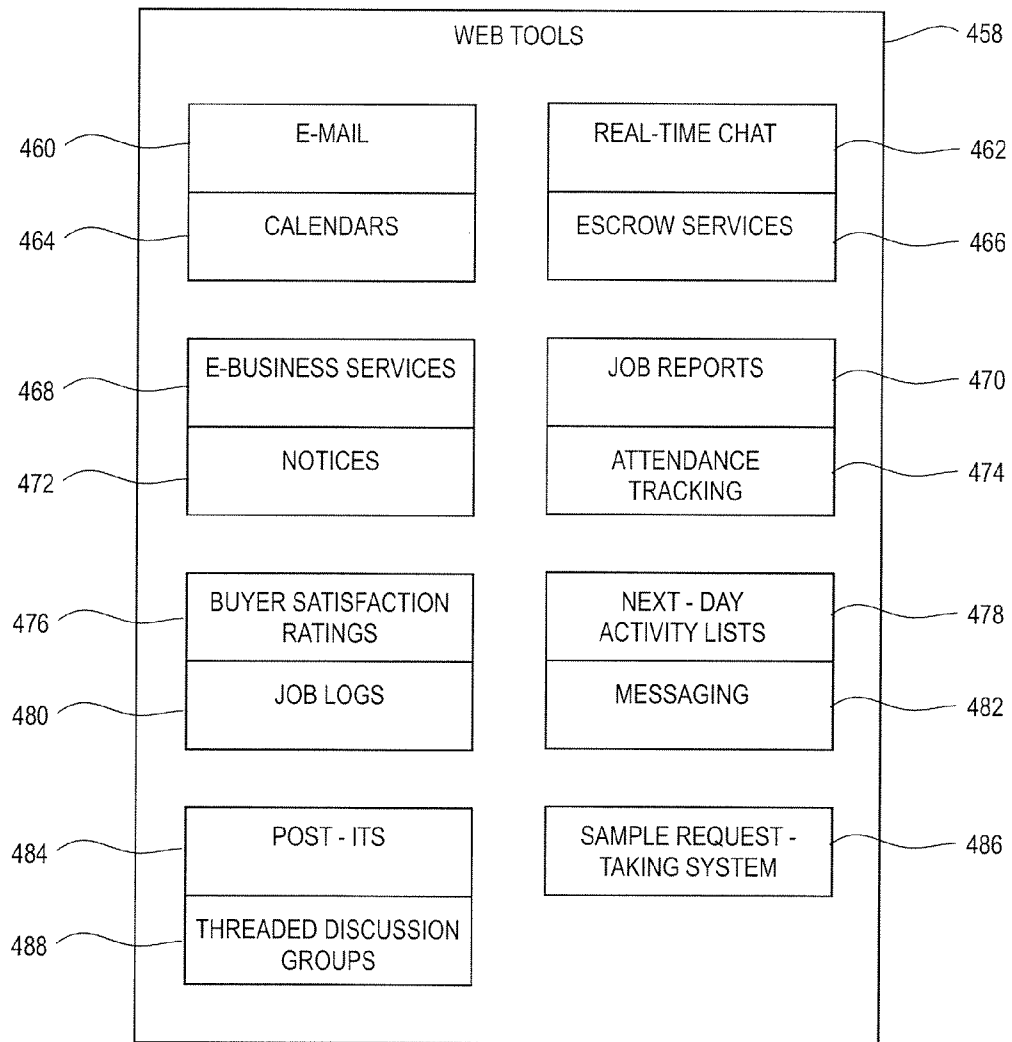 WEB TOOLS
458
E-MAIL
REAL-TIME CHAT
460
462
CALENDARS
ESCROW SERVICES
464
466
E-BUSINESS SERVICES
JOB REPORTS
468
470
NOTICES
ATTENDANCE
TRACKING
472
474
BUYER SATISFACTION
RATINGS
NEXT - DAY
ACTIVITY LISTS
476
478
JOB LOGS
MESSAGING
480
482
POST - ITS
SAMPLE REQUEST -
TAKING SYSTEM
484
486
THREADED DISCUSSION
GROUPS
488